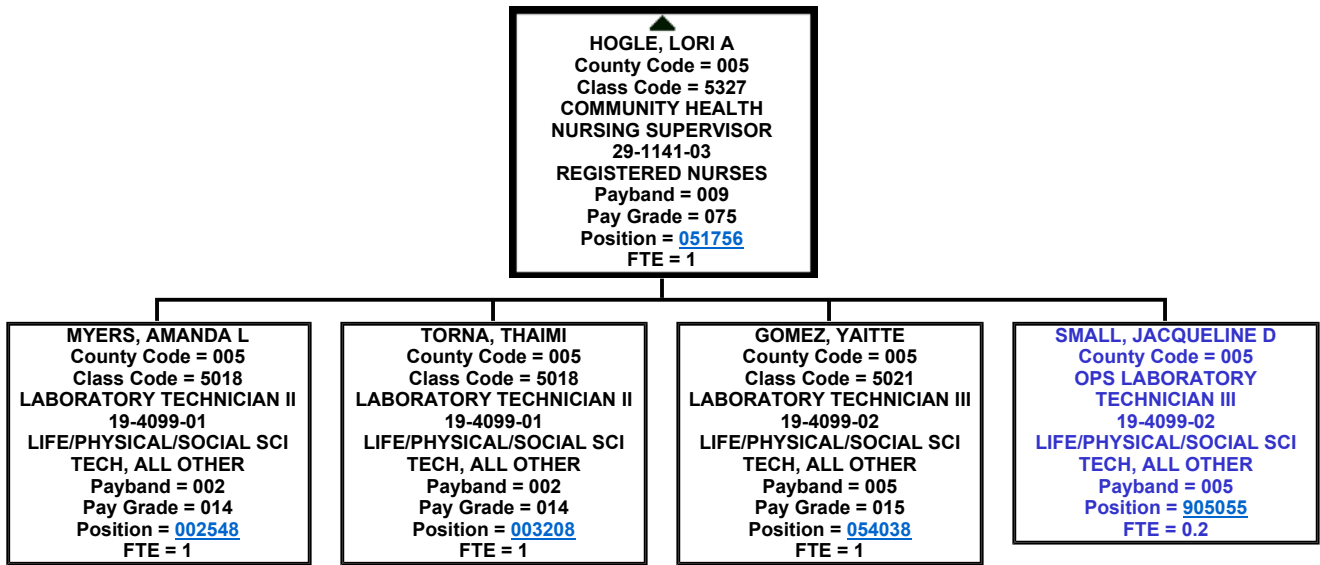 HOGLE, LORI A
County Code = 005
Class Code = 5327
COMMUNITY HEALTH
NURSING SUPERVISOR
29-1141-03
REGISTERED NURSES
Payband = 009
Pay Grade = 075
Position = 051756
FTE = 1
MYERS, AMANDA L
County Code = 005
Class Code = 5018
LABORATORY TECHNICIAN II
19-4099-01
LIFE/PHYSICAL/SOCIAL SCI
TECH, ALL OTHER
Payband = 002
Pay Grade = 014
Position = 002548
FTE = 1
TORNA, THAIMI
County Code = 005
Class Code = 5018
LABORATORY TECHNICIAN II
19-4099-01
LIFE/PHYSICAL/SOCIAL SCI
TECH, ALL OTHER
Payband = 002
Pay Grade = 014
Position = 003208
FTE = 1
GOMEZ, YAITTE
County Code = 005
Class Code = 5021
LABORATORY TECHNICIAN III
19-4099-02
LIFE/PHYSICAL/SOCIAL SCI
TECH, ALL OTHER
Payband = 005
Pay Grade = 015
Position = 054038
FTE = 1
SMALL, JACQUELINE D
County Code = 005
OPS LABORATORY
TECHNICIAN III
19-4099-02
LIFE/PHYSICAL/SOCIAL SCI
TECH, ALL OTHER
Payband = 005
Position = 905055
FTE = 0.2